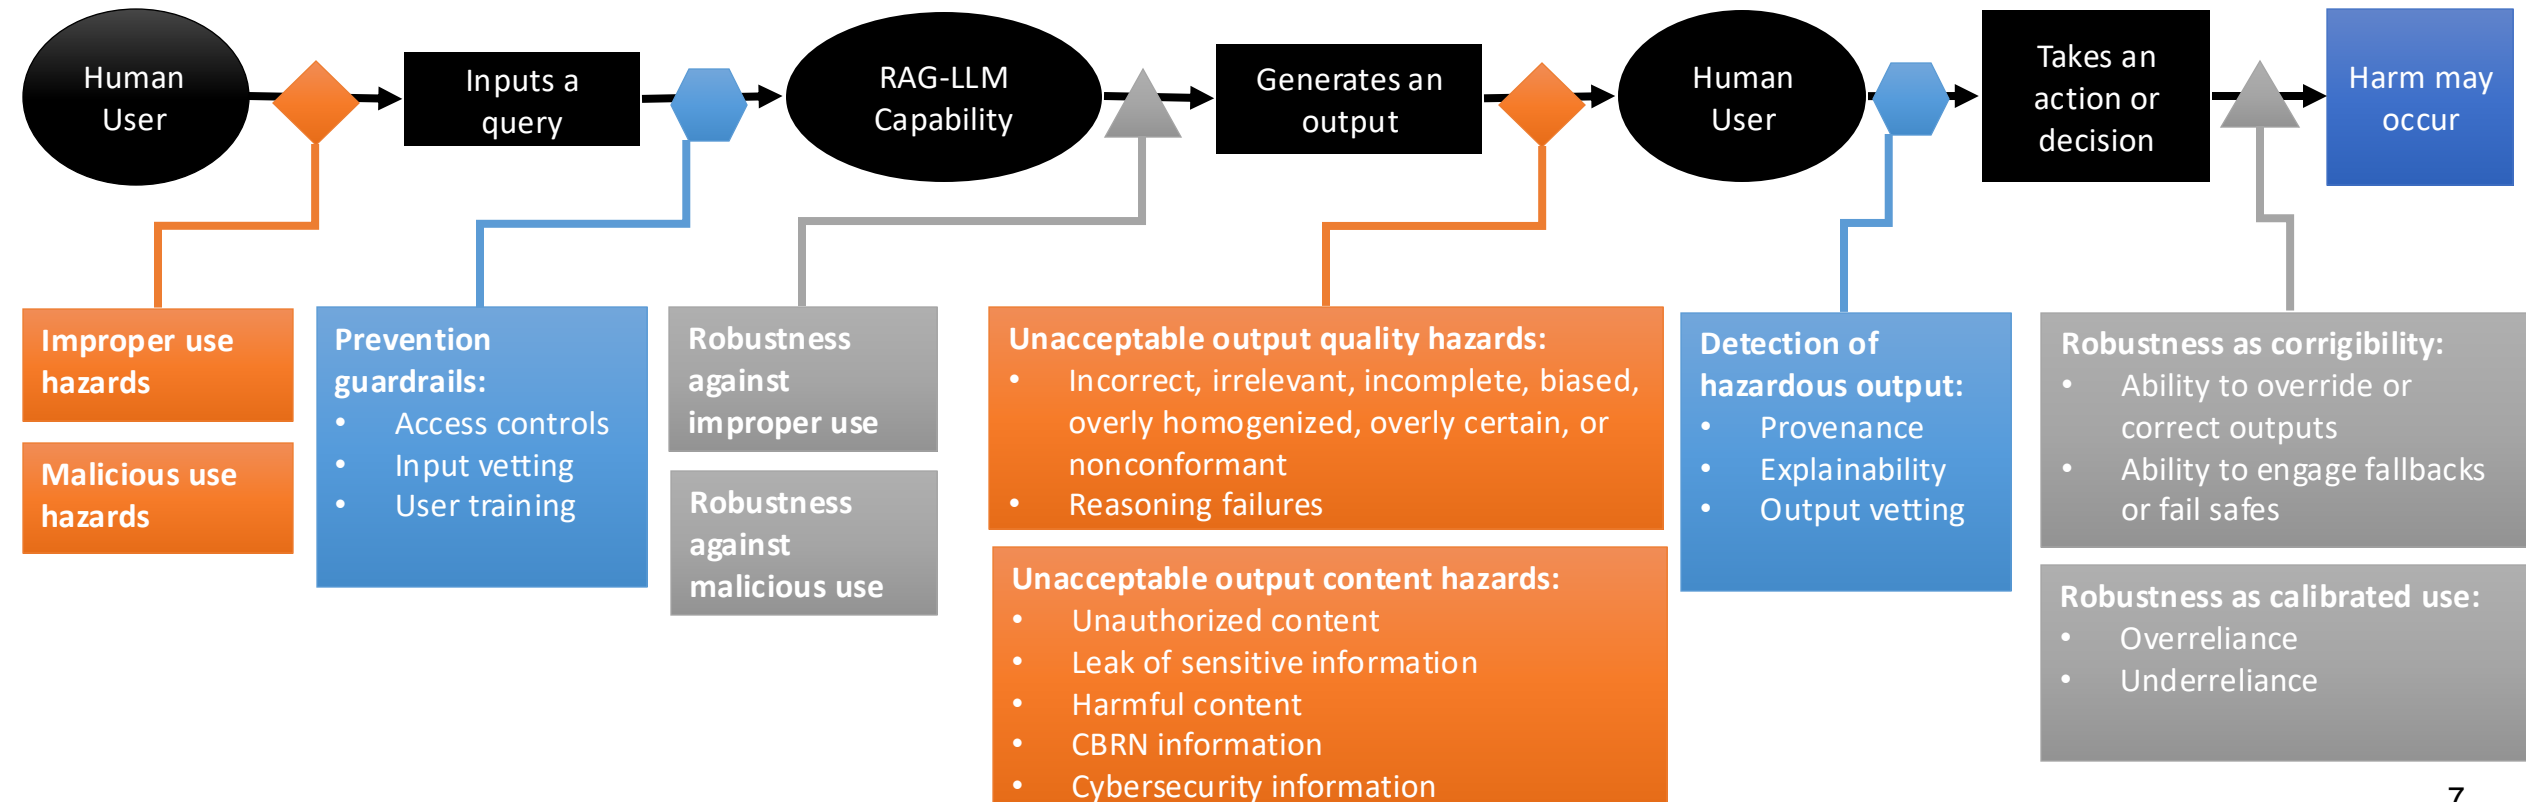 Human
User
Inputs a
query
RAG-LLM
Capability
Generates an
output
Human
User
Takes an
action or
decision
Harm may
occur
Improper use
hazards
Malicious use
hazards
Prevention
guardrails:
• Access controls
• Input vetting
• User training
Robustness
against
improper use
Robustness
against
malicious use
Unacceptable output quality hazards:
• Incorrect, irrelevant, incomplete, biased,
overly homogenized, overly certain, or
nonconformant
• Reasoning failures
Unacceptable output content hazards:
• Unauthorized content
• Leak of sensitive information
• Harmful content
• CBRN information
• Cybersecurity information
Detection of
hazardous output:
• Provenance
• Explainability
• Output vetting
Robustness as corrigibility:
• Ability to override or
correct outputs
• Ability to engage fallbacks
or fail safes
Robustness as calibrated use:
• Overreliance
• Underreliance
7